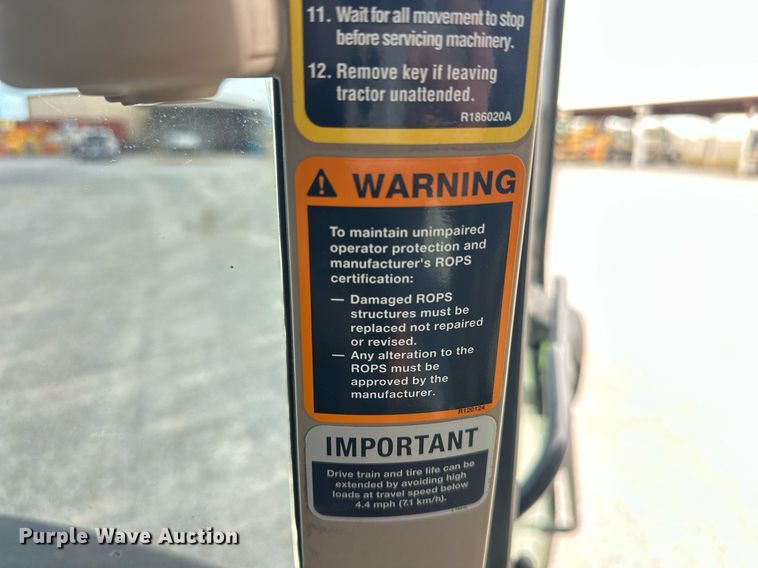 11. Wait for all movement to stop
before servicing machinery.
12. Remove key if leaving
tractor unattended.
R186020A
WARNING
To maintain unimpaired
operator protection and
manufacturer's ROPS
certification:
— Damaged ROPS
structures must be
replaced not repaired
or revised.
— Any alteration to the
ROPS must be
approved by the
manufacturer.
R120124
IMPORTANT
Drive train and tire life can be
extended by avoiding high
loads at travel speed below
4.4 mph (7.1 km/h).
Purple Wave Auction